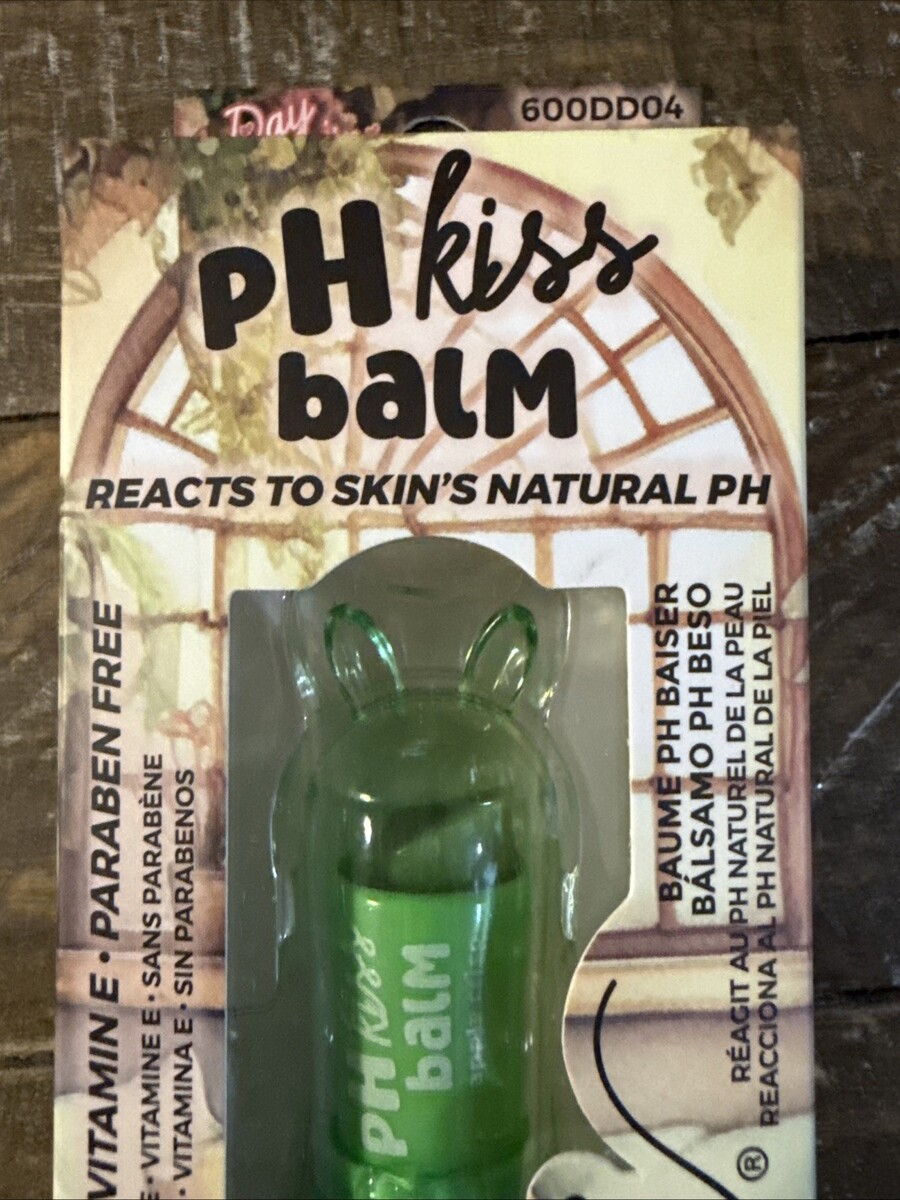 Day
600DD04
pH kiss
balm
REACTS TO SKIN'S NATURAL PH
VITAMIN E • PARABEN FREE
E • VITAMINE E • SANS PARABÈNE
• VITAMINA E • SIN PARABENOS
BAUME PH BAISER
BÁLSAMO PH BESO
RÉAGIT AU PH NATUREL DE LA PEAU
REACCIONA AL PH NATURAL DE LA PIEL
pH kiss
balm
®